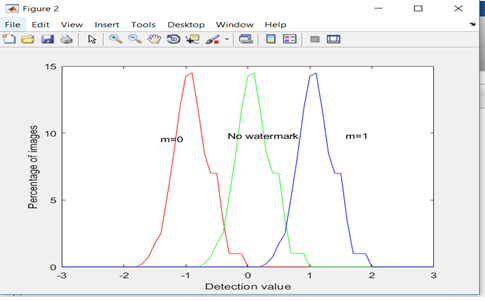 Figure 2
File Edit View Insert Tools Desktop Window Help
15
10
5
0
Percentage of images
m=0
No watermark
m=1
-3 -2 -1 0 1 2 3
Detection value